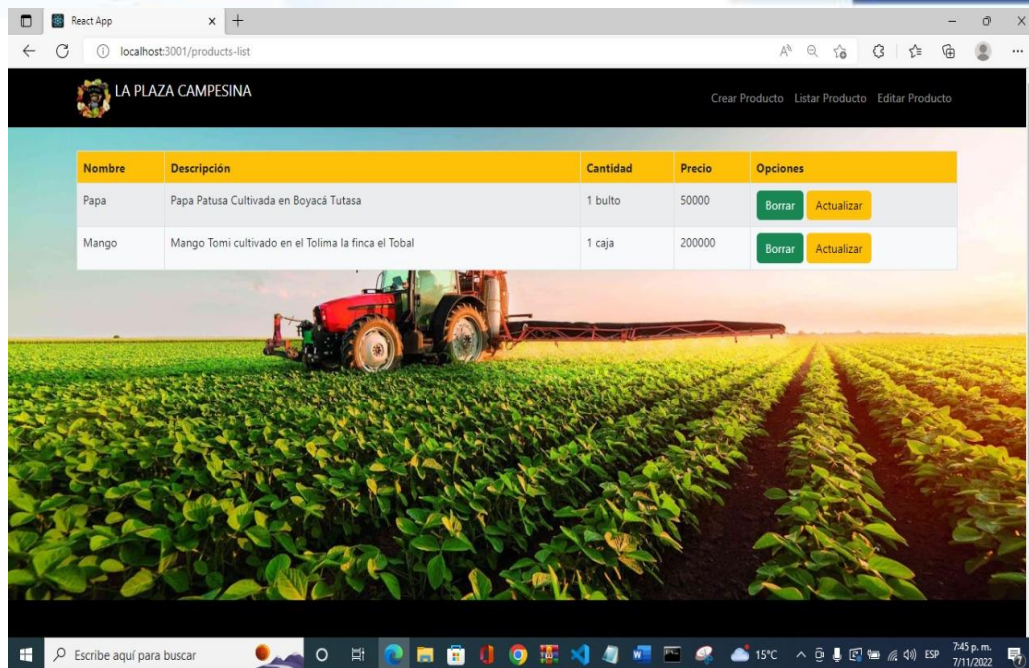 React App
localhost:3001/products-list
LA PLAZA CAMPESINA
Crear Producto Listar Producto Editar Producto
Nombre Descripción Cantidad Precio Opciones
Papa Papa Patusa Cultivada en Boyacá Tutasa 1 bulto 50000 Borrar Actualizar
Mango Mango Tomi cultivado en el Tolima la finca el Tobal 1 caja 200000 Borrar Actualizar
Escribe aquí para buscar
15°C
ESP
7:45 p. m.
7/11/2022